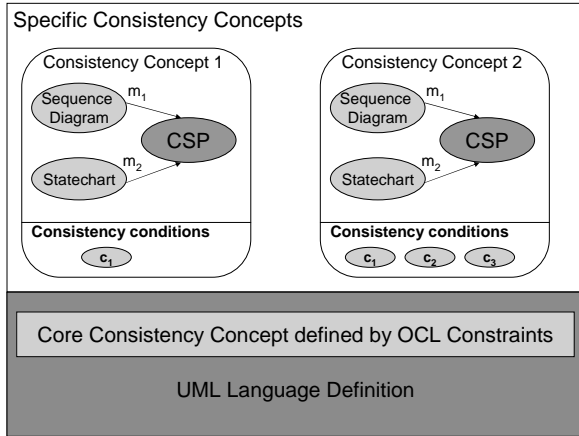 Specific Consistency Concepts
Consistency Concept 1
Sequence
Diagram
m1
CSP
m2
Statechart
Consistency conditions
c1
Consistency Concept 2
Sequence
Diagram
m1
CSP
m2
Statechart
Consistency conditions
c1 c2 c3
Core Consistency Concept defined by OCL Constraints
UML Language Definition